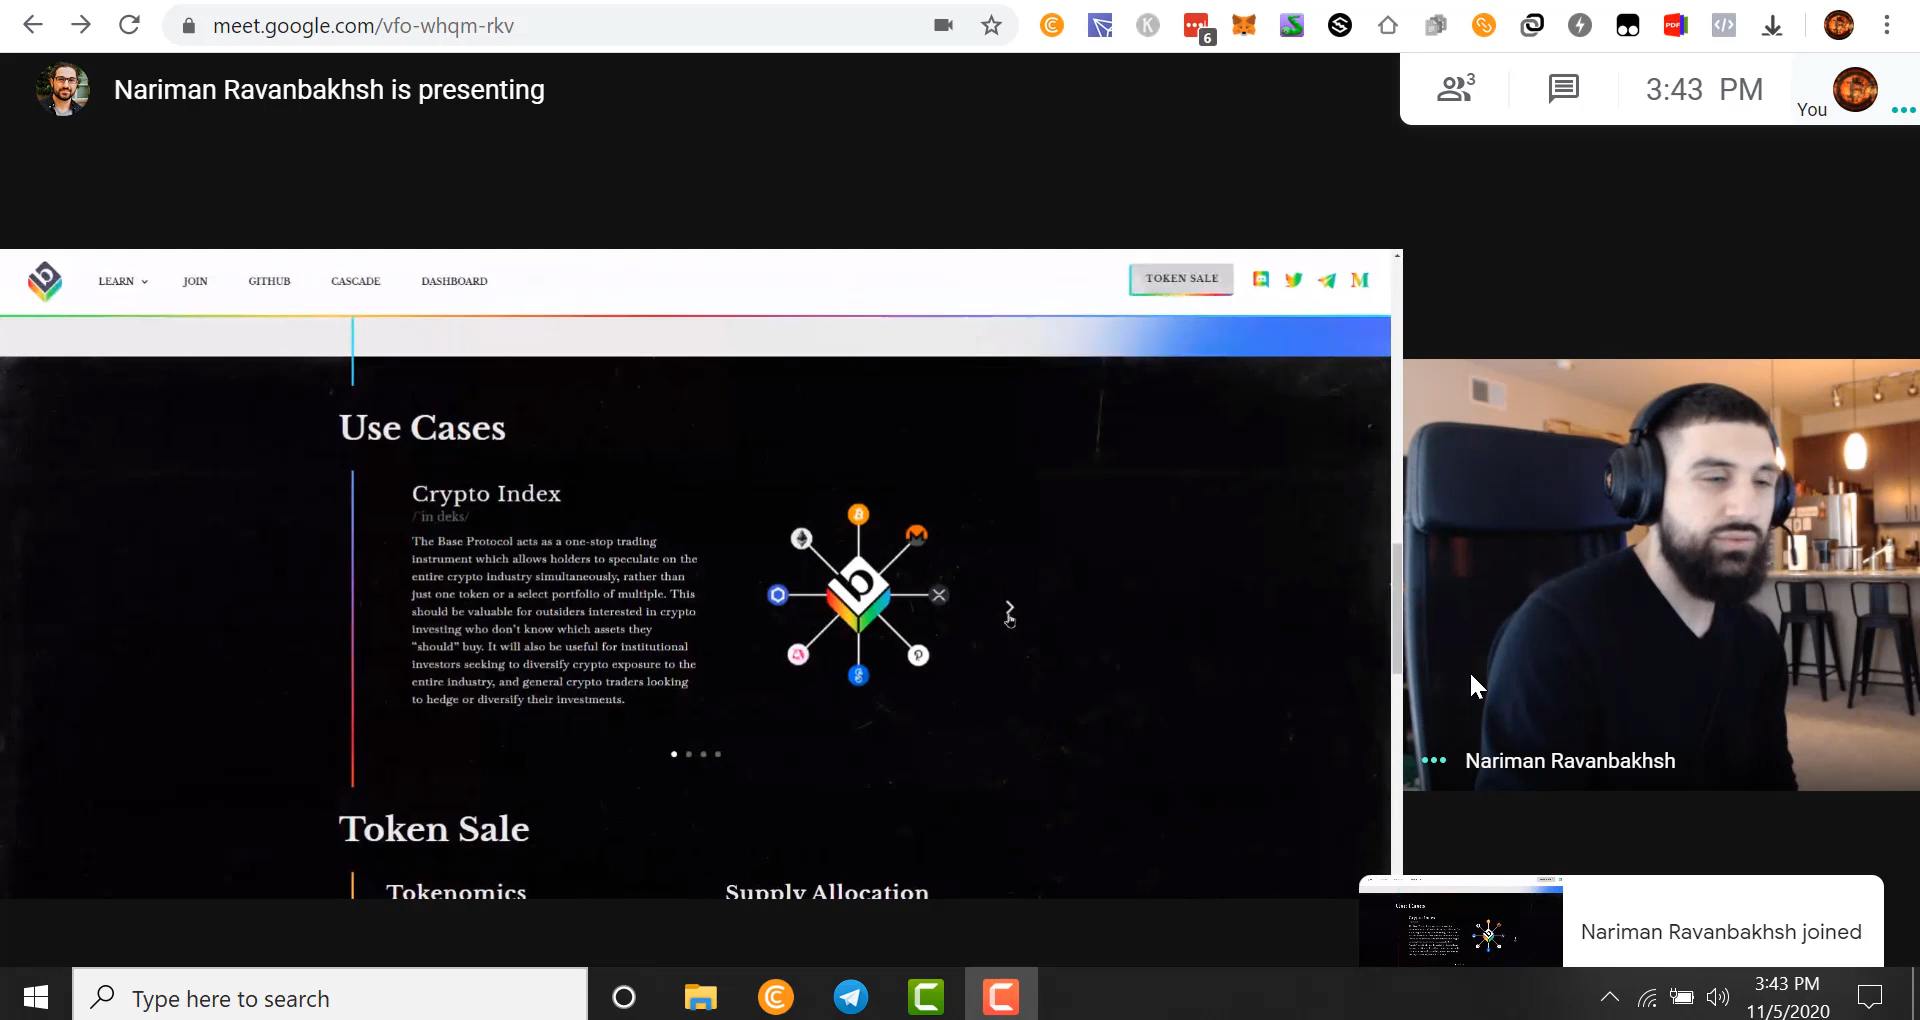 meet.google.com/vfo-whqm-rkv
6
Nariman Ravanbakhsh is presenting
3
3:43 PM
You
LEARN
JOIN
GITHUB
CASCADE
DASHBOARD
TOKEN SALE
Use Cases
Crypto Index
/ˈin deks/
The Base Protocol acts as a one-stop trading
instrument which allows holders to speculate on the
entire crypto industry simultaneously, rather than
just one token or a select portfolio of multiple. This
should be valuable for outsiders interested in crypto
investing who don't know which assets they
“should” buy. It will also be useful for institutional
investors seeking to diversify crypto exposure to the
entire industry, and general crypto traders looking
to hedge or diversify their investments.
Nariman Ravanbakhsh
Token Sale
Tokenomics
Supply Allocation
Use Cases
Nariman Ravanbakhsh joined
Type here to search
3:43 PM
11/5/2020